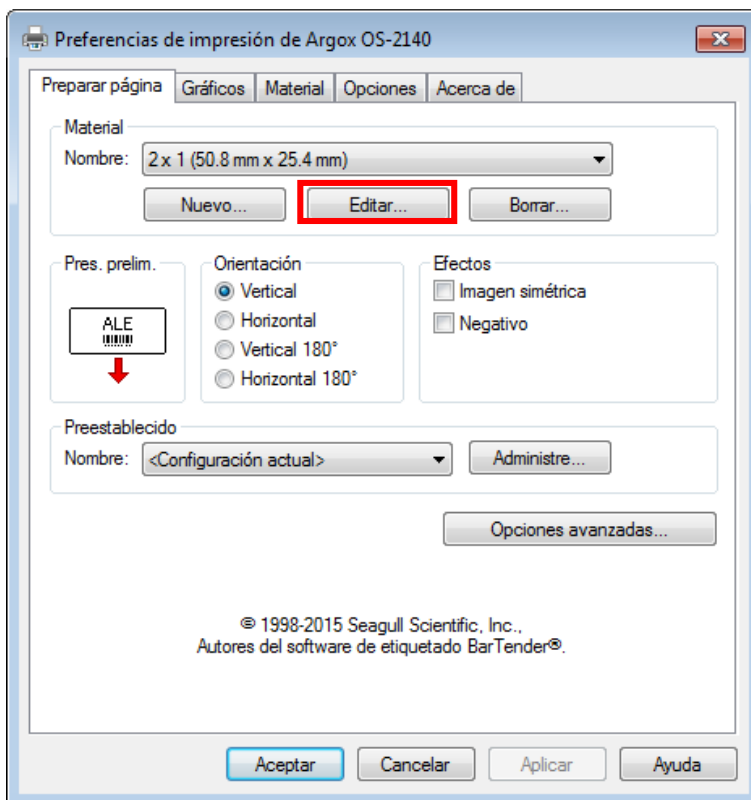 Preferencias de impresión de Argox OS-2140
Preparar página Gráficos Material Opciones Acerca de
Material
Nombre: 2 x 1 (50.8 mm x 25.4 mm)
Nuevo... Editar... Borrar...
Pres. prelim. Orientación Efectos
ALE
Vertical
Horizontal
Vertical 180°
Horizontal 180°
Imagen simétrica
Negativo
Preestablecido
Nombre: <Configuración actual> Administre...
Opciones avanzadas...
© 1998-2015 Seagull Scientific, Inc.,
Autores del software de etiquetado BarTender®.
Aceptar Cancelar Aplicar Ayuda